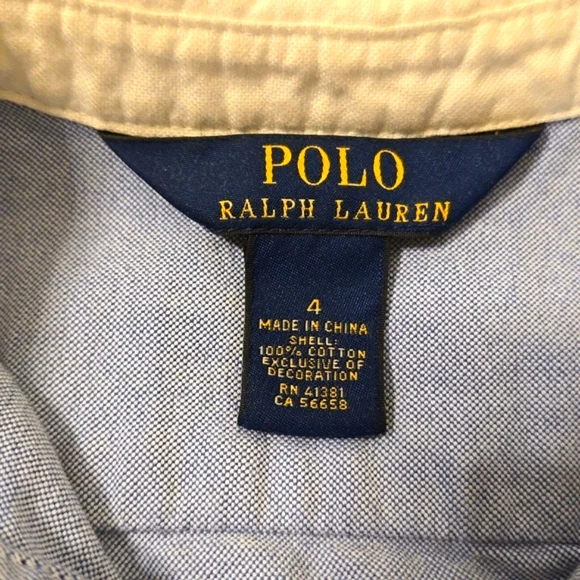 POLO
RALPH LAUREN
4
MADE IN CHINA
SHELL:
100% COTTON
EXCLUSIVE OF
DECORATION
RN 41381
CA 56658